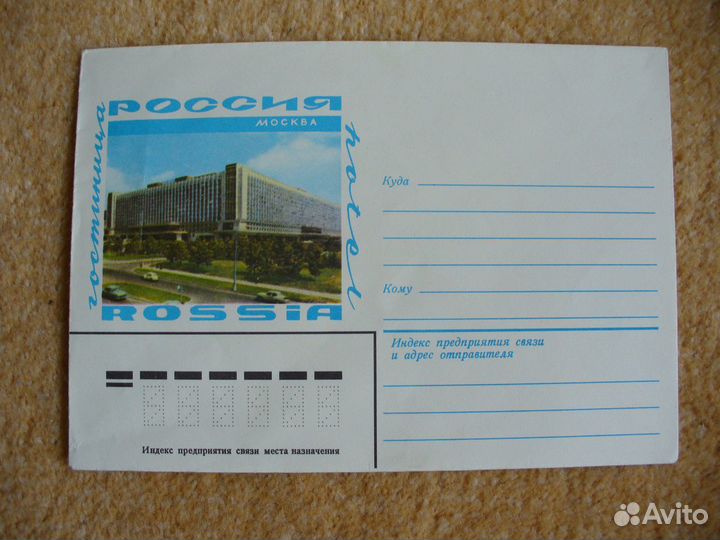 РОССИЯ
МОСКВА
гостиница
hotel
ROSSIA
Куда
Кому
Индекс предприятия связи
и адрес отправителя
Индекс предприятия связи места назначения
Avito